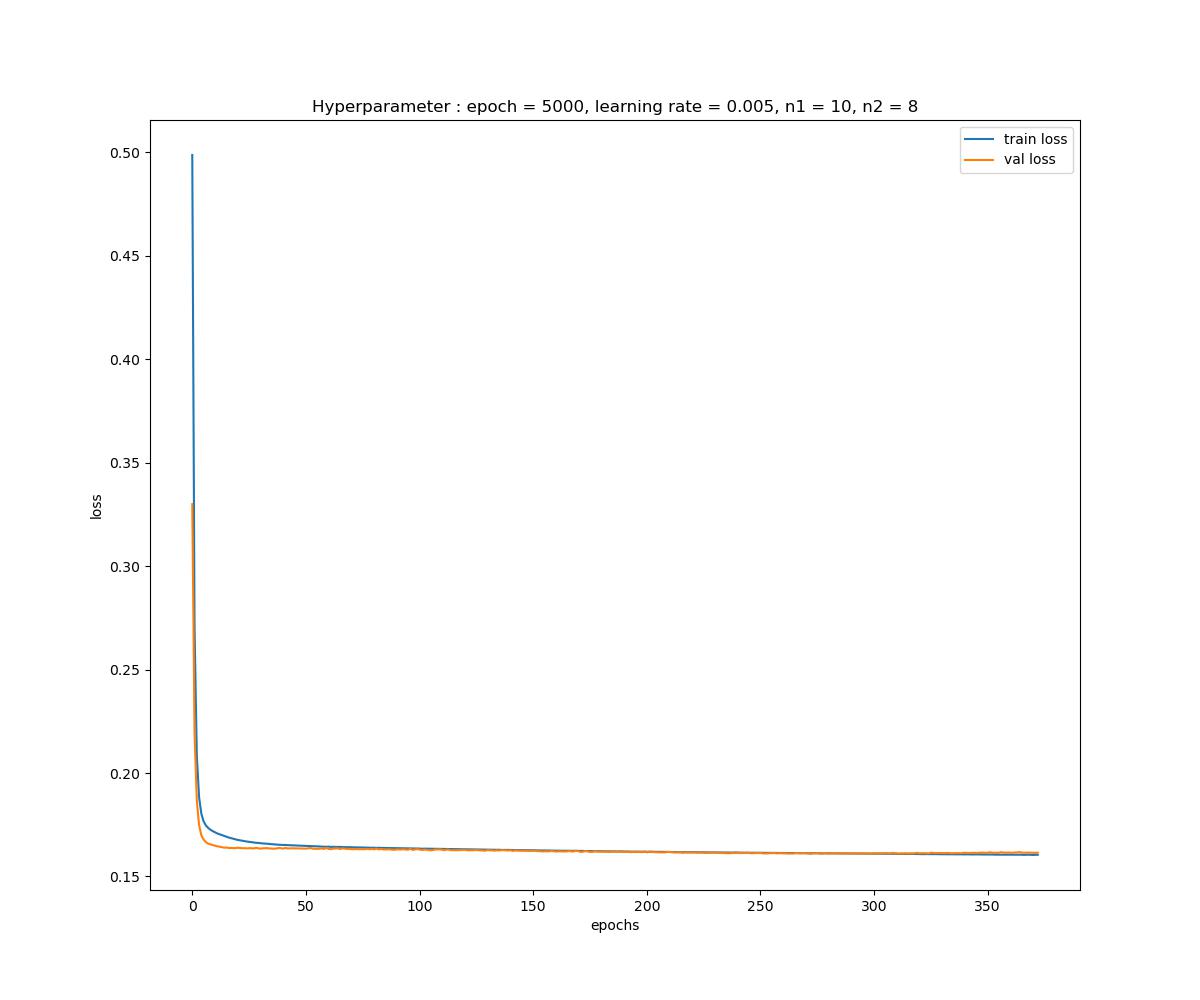 Hyperparameter : epoch = 5000, learning rate = 0.005, n1 = 10, n2 = 8
train loss
val loss
0.50
0.45
0.40
0.35
0.30
0.25
0.20
0.15
loss
0 50 100 150 200 250 300 350
epochs